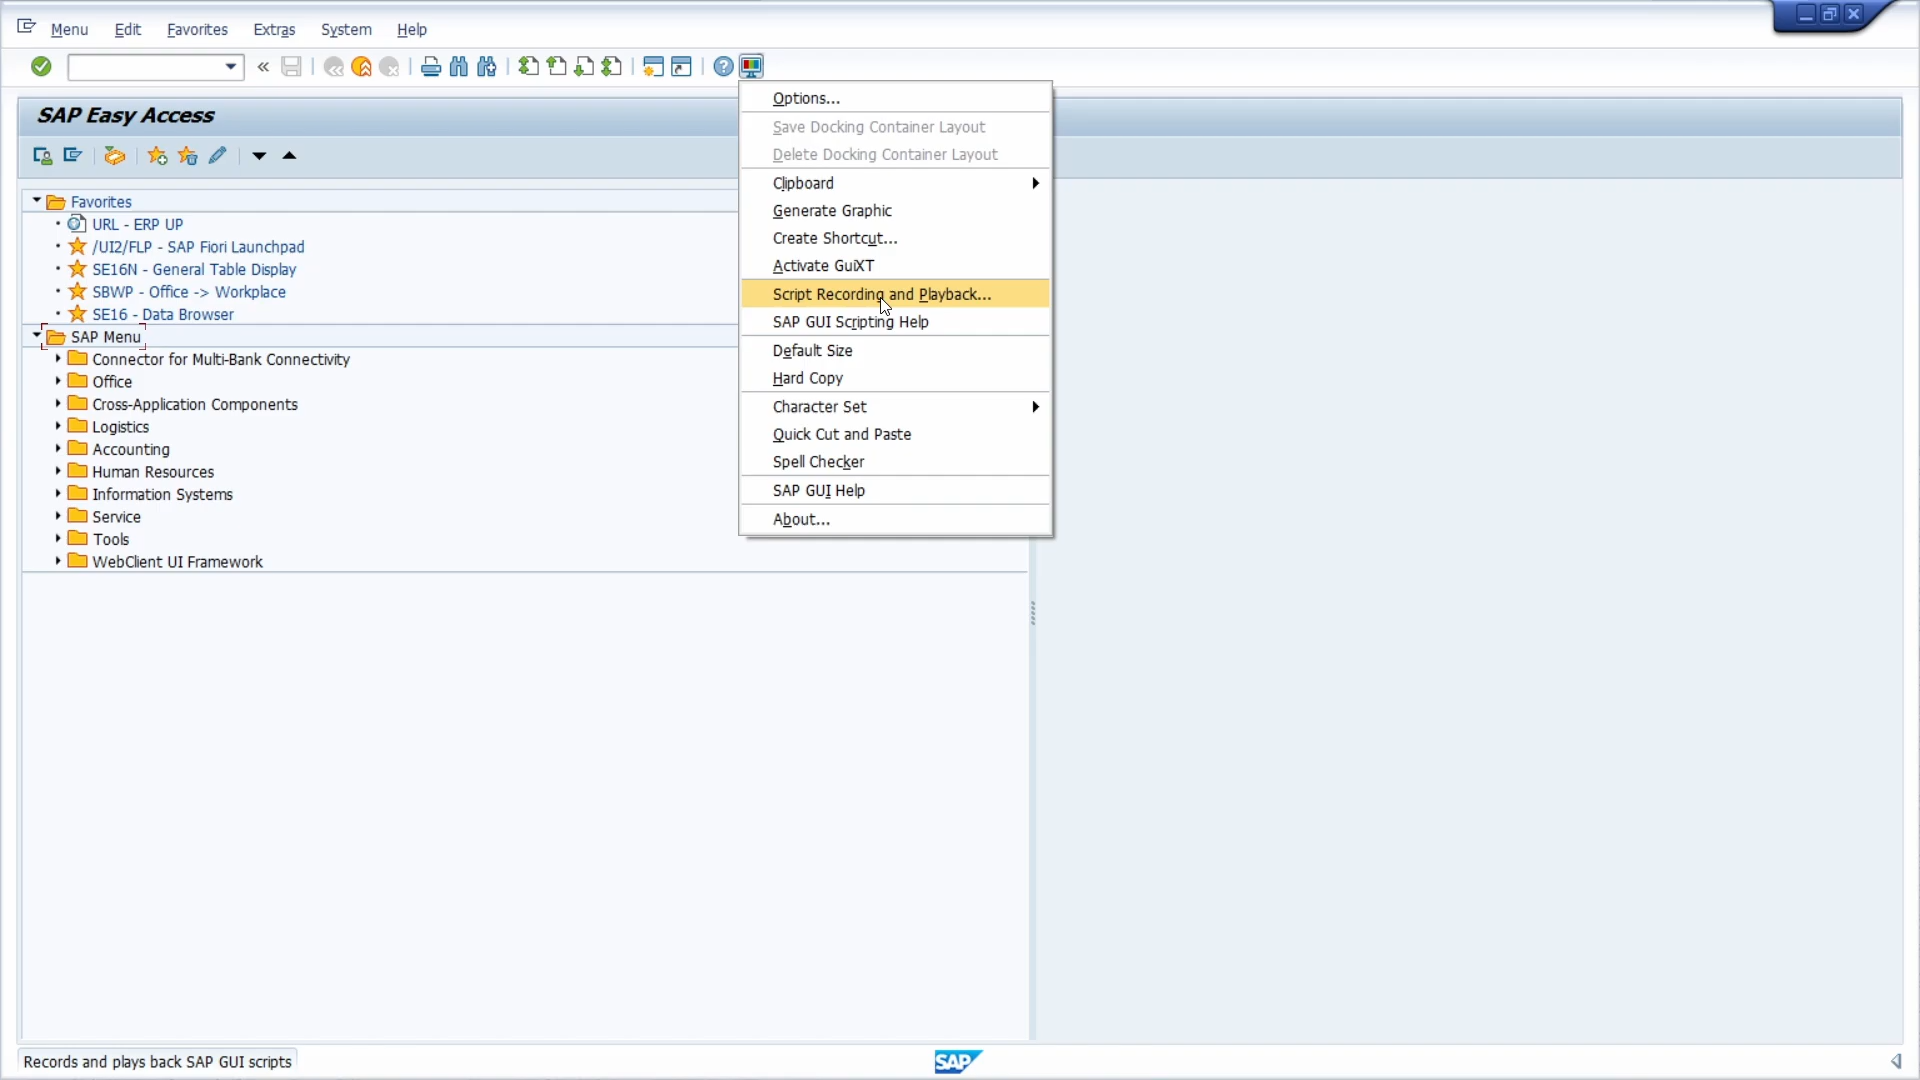 Menu Edit Favorites Extras System Help
SAP Easy Access
Options...
Save Docking Container Layout
Delete Docking Container Layout
Clipboard
Generate Graphic
Create Shortcut...
Activate GuiXT
Script Recording and Playback...
SAP GUI Scripting Help
Default Size
Hard Copy
Character Set
Quick Cut and Paste
Spell Checker
SAP GUI Help
About...
Favorites
URL - ERP UP
/UI2/FLP - SAP Fiori Launchpad
SE16N - General Table Display
SBWP - Office -> Workplace
SE16 - Data Browser
SAP Menu
Connector for Multi-Bank Connectivity
Office
Cross-Application Components
Logistics
Accounting
Human Resources
Information Systems
Service
Tools
WebClient UI Framework
Records and plays back SAP GUI scripts
SAP